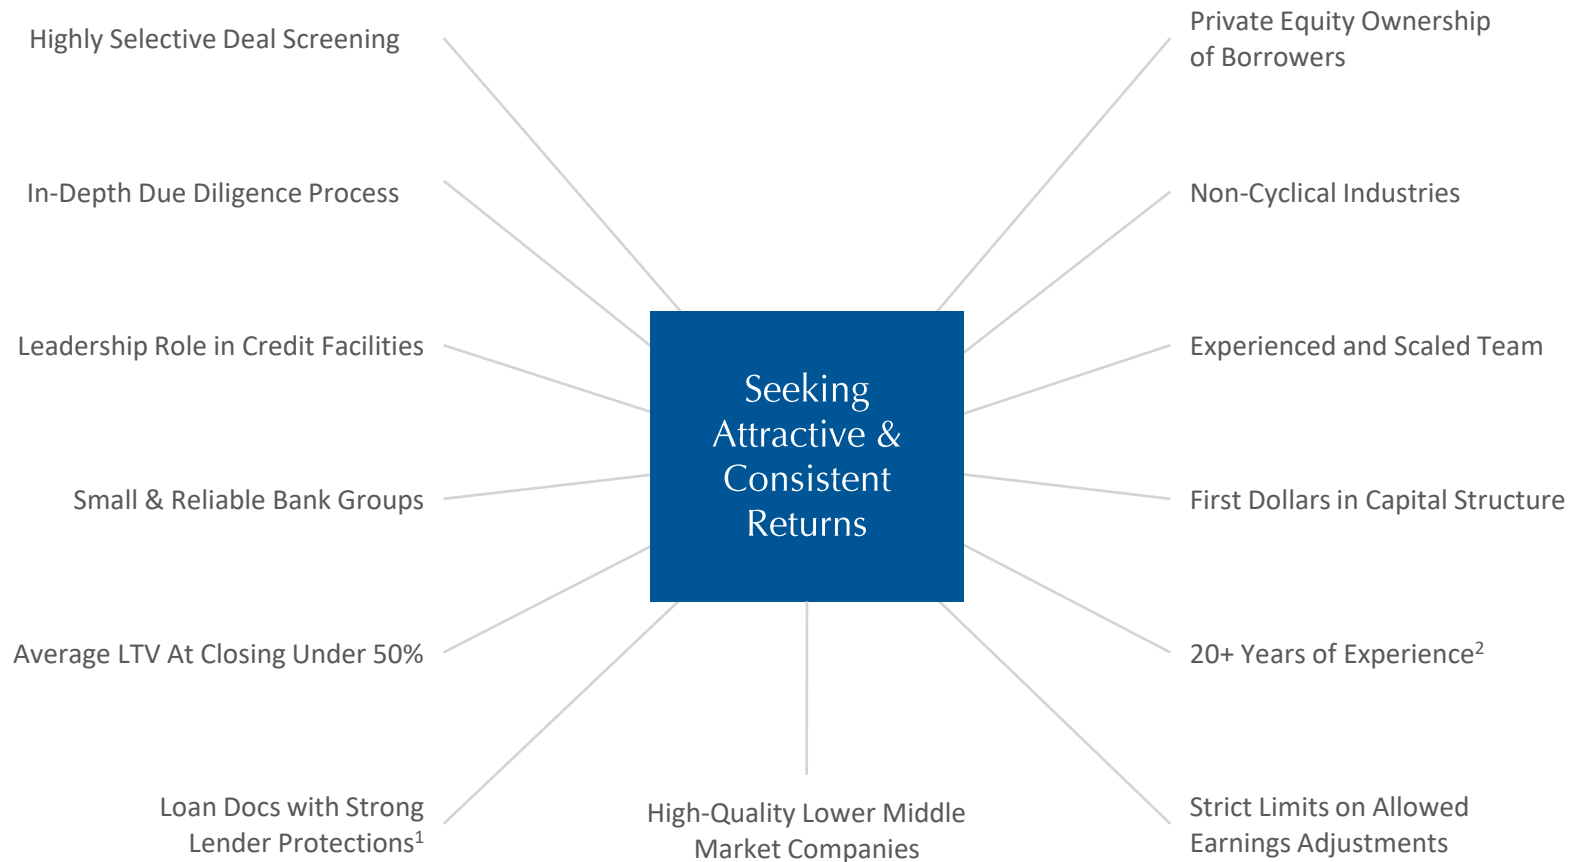 Highly Selective Deal Screening
In-Depth Due Diligence Process
Leadership Role in Credit Facilities
Small & Reliable Bank Groups
Average LTV At Closing Under 50%
Loan Docs with Strong
Lender Protections¹
Seeking
Attractive &
Consistent
Returns
High-Quality Lower Middle
Market Companies
Private Equity Ownership
of Borrowers
Non-Cyclical Industries
Experienced and Scaled Team
First Dollars in Capital Structure
20+ Years of Experience²
Strict Limits on Allowed
Earnings Adjustments